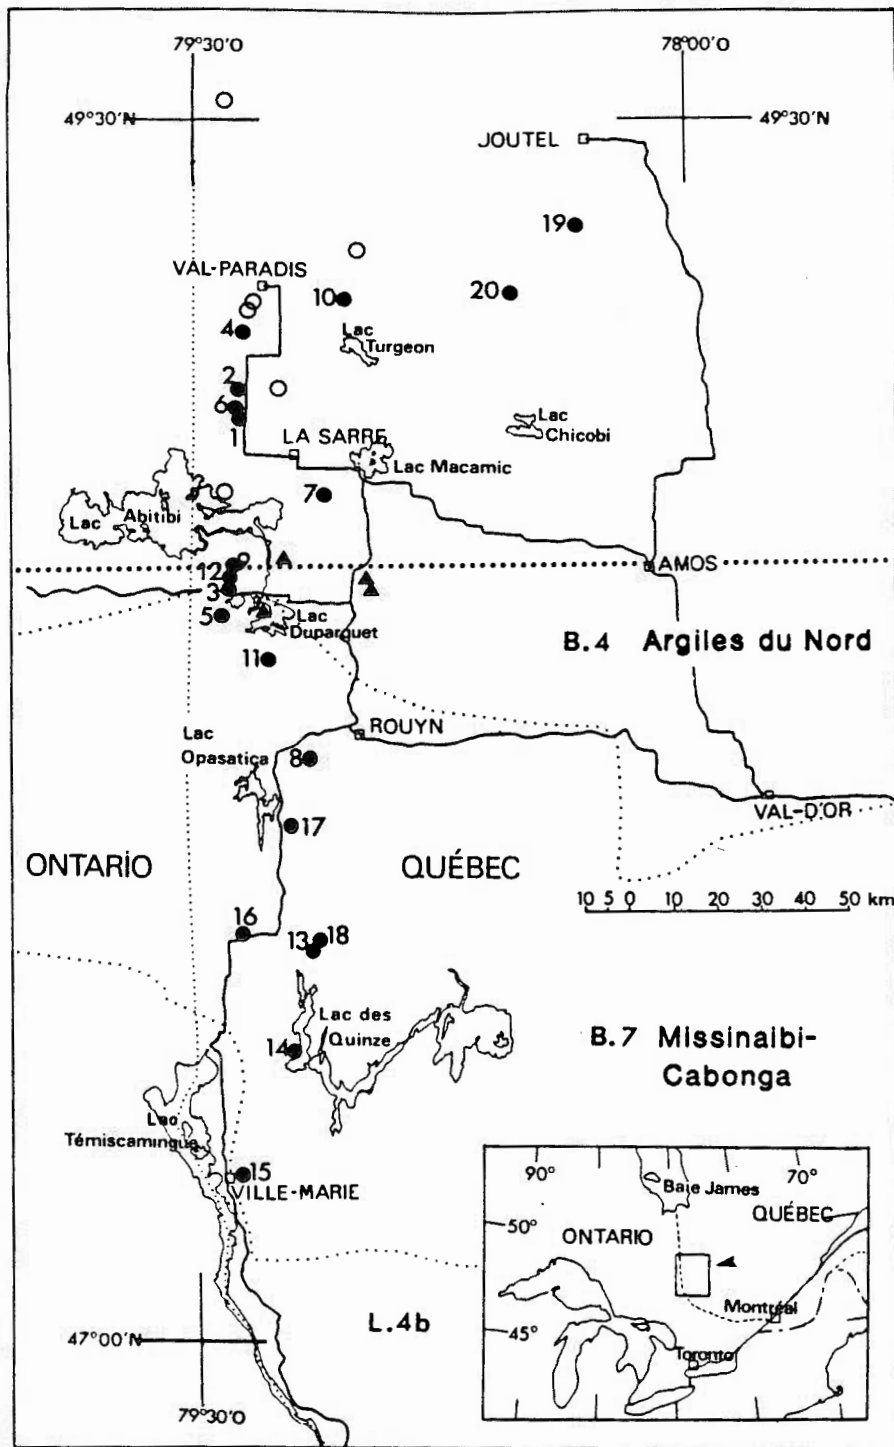 79°30'O
78°00'O
49°30'N
49°30'N
JOUTEL
19
VAL-PARADIS
10
20
4
Lac
Turgeon
2
6
1
Lac
Chicobi
LA SARRE
Lac Macamic
7
Lac Abitibi
12
AMOS
3
5
Lac
Duparquet
B.4 Argiles du Nord
11
ROUYN
Lac
Opasatica
8
VAL-D'OR
17
ONTARIO
QUÉBEC
10 5 0 10 20 30 40 50 km
16
13
18
Lac des
Quinze
B.7 Missinaibi-
Cabonga
14
Lac
Témiscamingue
15
VILLE-MARIE
90°
70°
Baie James
50°
QUÉBEC
ONTARIO
Montréal
45°
L.4b
Toronto
47°00'N
79°30'O